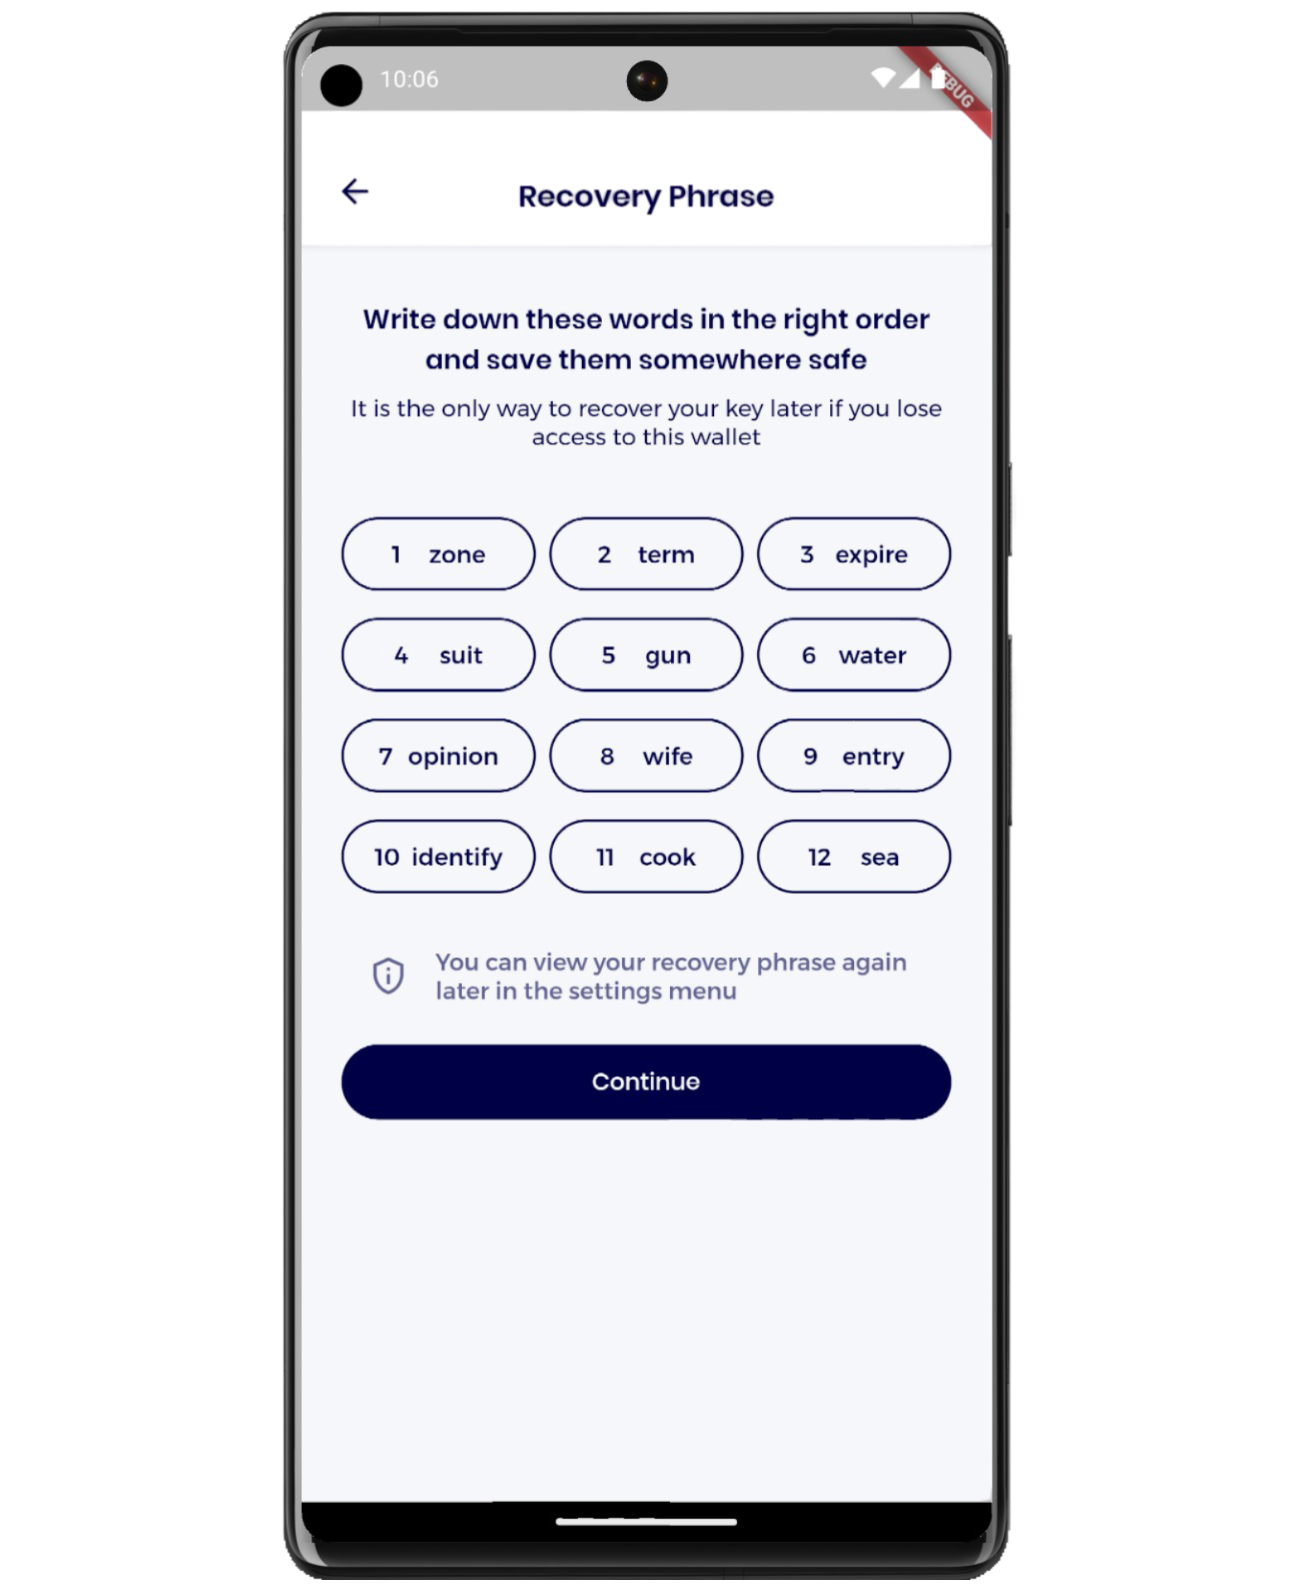 10:06
DEBUG
Recovery Phrase
Write down these words in the right order
and save them somewhere safe
It is the only way to recover your key later if you lose
access to this wallet
1 zone 2 term 3 expire
4 suit 5 gun 6 water
7 opinion 8 wife 9 entry
10 identify 11 cook 12 sea
You can view your recovery phrase again
later in the settings menu
Continue